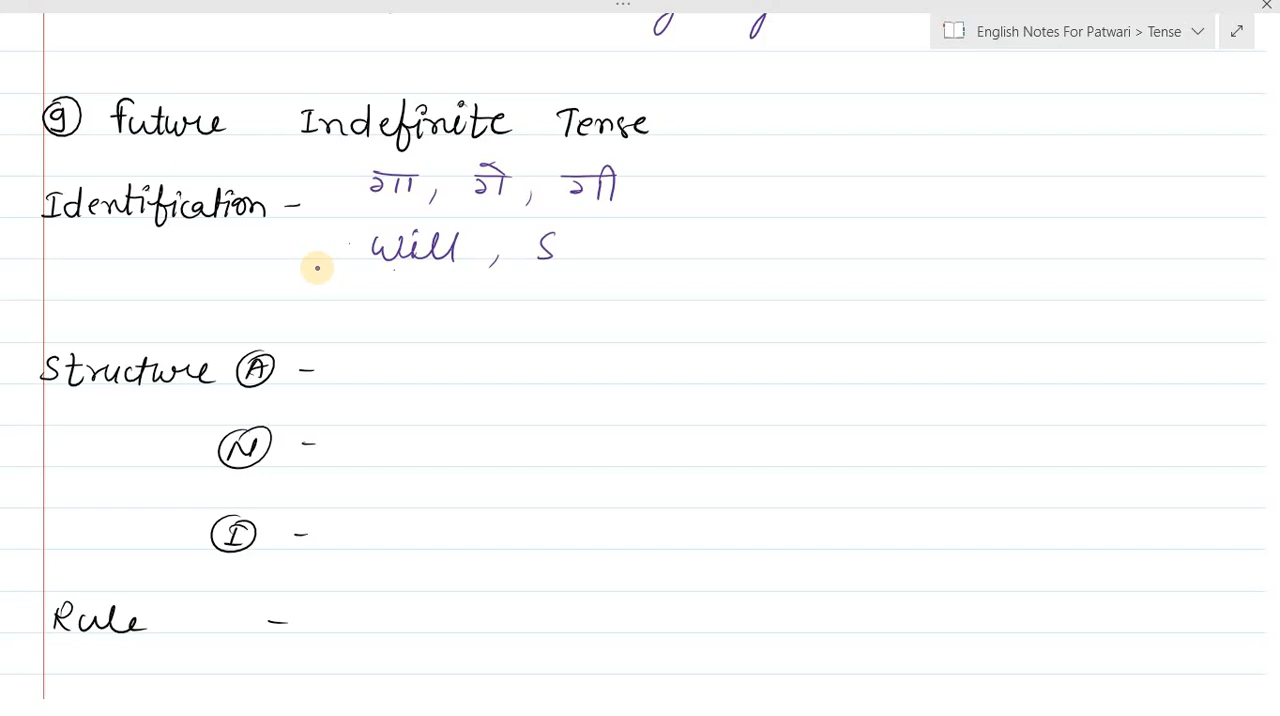 English Notes For Patwari > Tense
9 Future Indefinite Tense
Identification - गा, गे, गी
will, S
Structure A -
N -
I -
Rule -